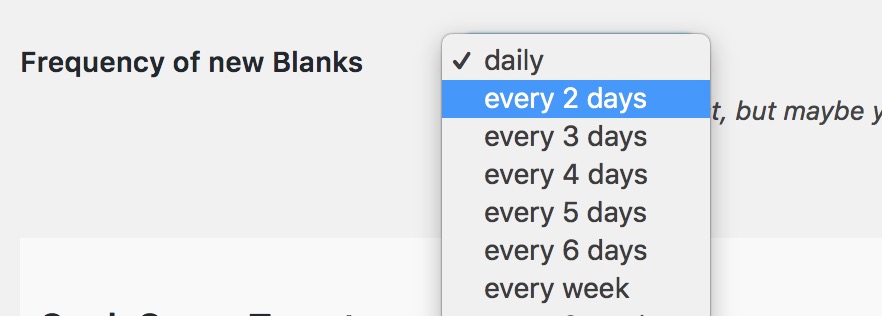 Frequency of new Blanks
✓ daily
every 2 days
t, but maybe y
every 3 days
every 4 days
every 5 days
every 6 days
every week